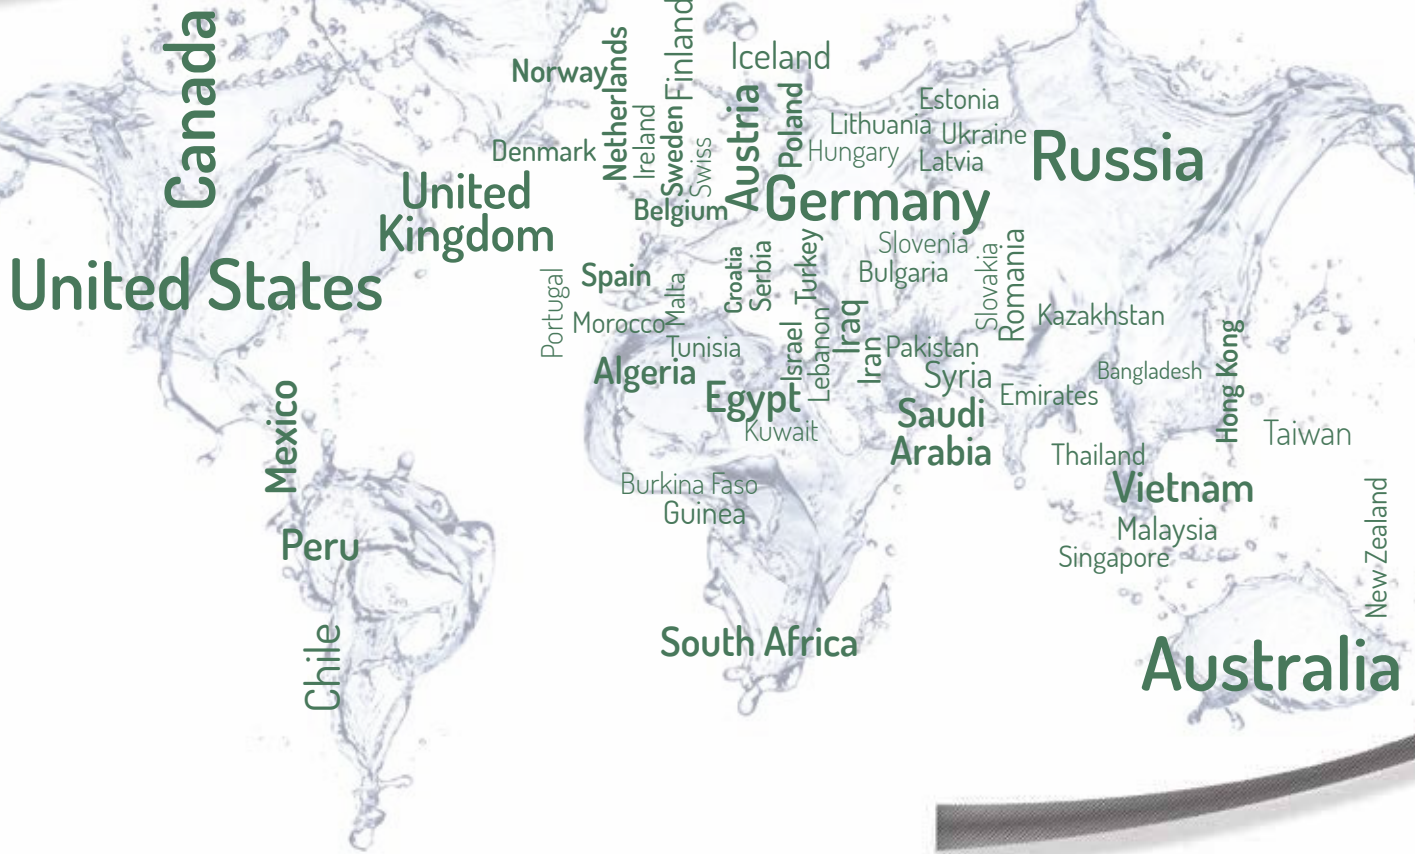 Canada
Norway
Netherlands
Finland
Iceland
Denmark
Ireland
Sweden
Swiss
Austria
Poland
Estonia
Lithuania
Ukraine
Hungary
Latvia
Russia
United
Kingdom
Belgium
Germany
United States
Portugal
Spain
Malta
Morocco
Croatia
Serbia
Turkey
Slovenia
Bulgaria
Slovakia
Romania
Kazakhstan
Tunisia
Algeria
Israel
Lebanon
Iraq
Iran
Pakistan
Syria
Egypt
Kuwait
Saudi
Arabia
Emirates
Bangladesh
Hong Kong
Taiwan
Mexico
Thailand
Vietnam
Burkina Faso
Guinea
Malaysia
Singapore
New Zealand
Peru
Chile
South Africa
Australia